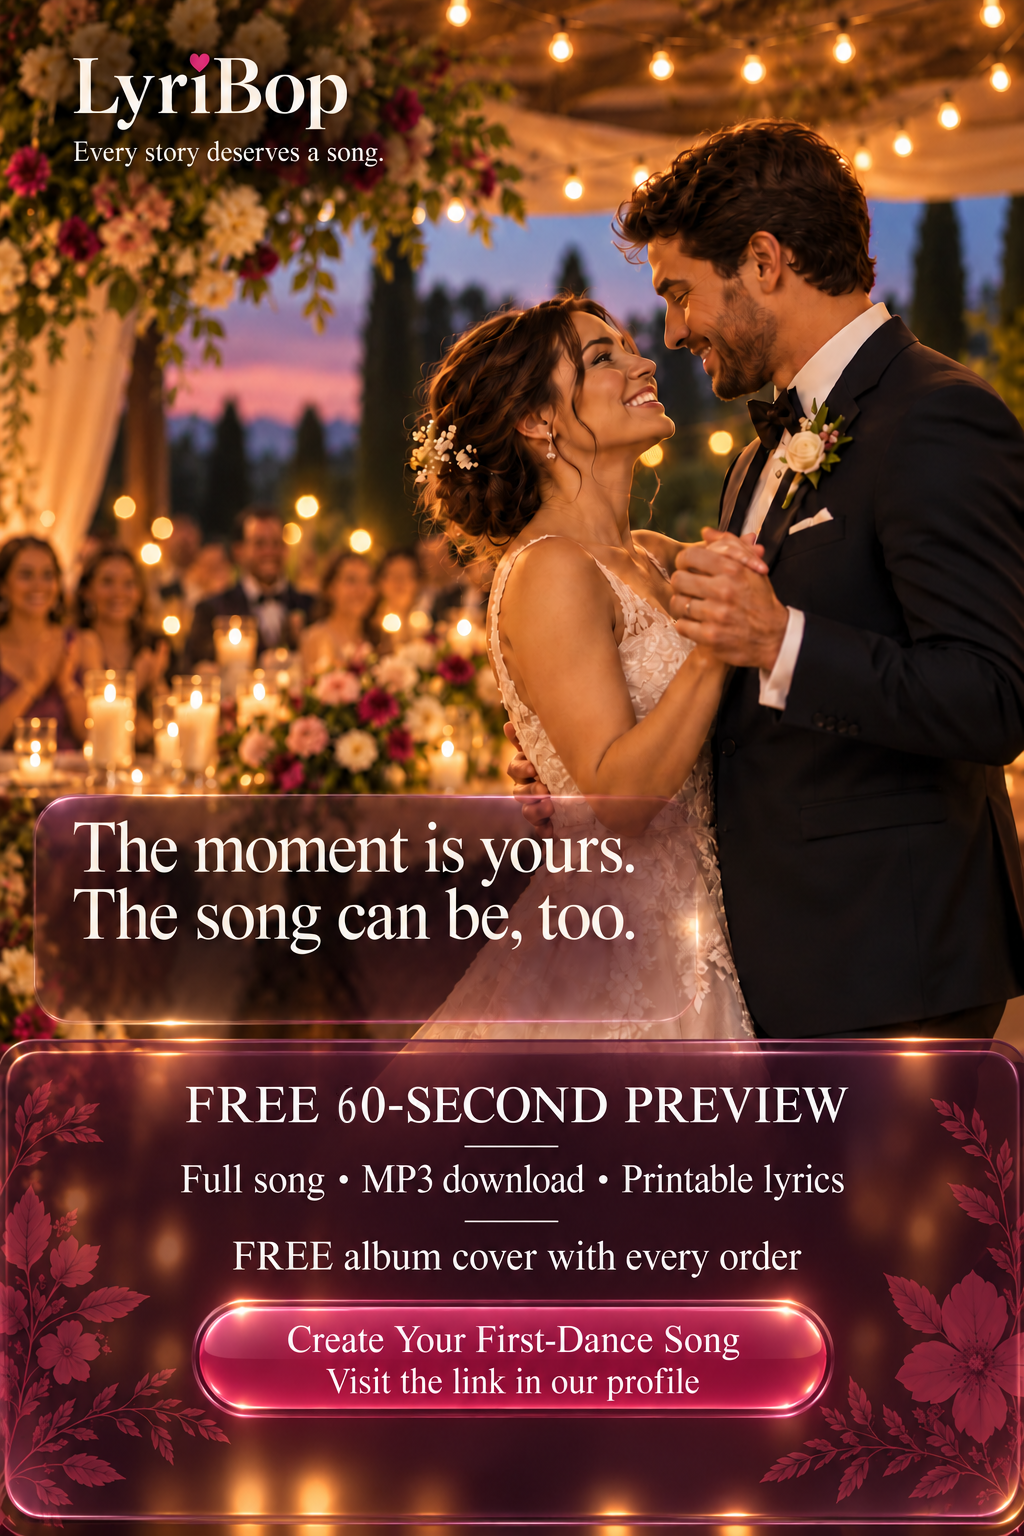 LyriBop
Every story deserves a song.
The moment is yours.
The song can be, too.
FREE 60-SECOND PREVIEW
Full song • MP3 download • Printable lyrics
FREE album cover with every order
Create Your First-Dance Song
Visit the link in our profile